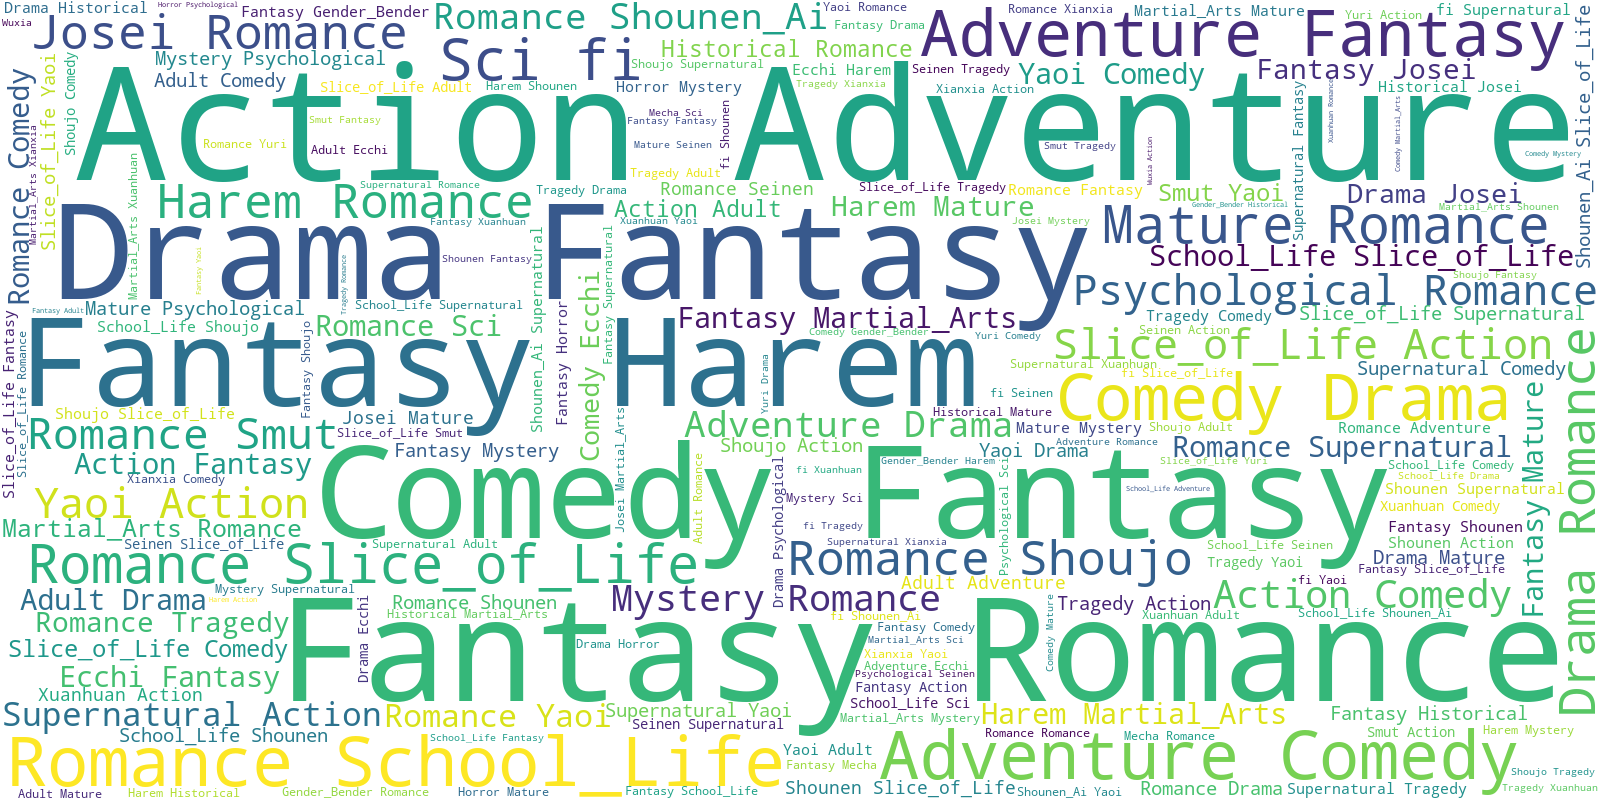 Drama Historical
Horror Psychological
Wuxia
Fantasy Gender_Bender
Romance Shounen_Ai
Yaoi Romance
Fantasy Drama
Romance Xianxia
Martial_Arts Mature
Yuri Action
fi Supernatural
Josei Romance
Sci fi
Historical Romance
Adventure Fantasy
Mystery Psychological
Shoujo Supernatural
Seinen Tragedy
Yaoi Comedy
Fantasy Josei
Adult Comedy
Slice_of_Life Adult
Harem Shounen
Horror Mystery
Ecchi Harem
Tragedy Xianxia
Xianxia Action
Historical Josei
Shoujo Comedy
Slice_of_Life Yaoi
Romance Comedy
Martial_Arts Xianxia
Action Adventure
Smut Fantasy
Romance Yuri
Adult Ecchi
Mecha Sci
Fantasy Fantasy
Mature Seinen
Tragedy Adult
fi Shounen
Smut Tragedy
Wuxia Action
Supernatural Fantasy
Xuanhuan Romance
Comedy Martial_Arts
Comedy Mystery
Shounen_Ai Slice_of_Life
Martial_Arts Xuanhuan
Harem Romance
Supernatural Romance
Tragedy Drama
Romance Seinen
Slice_of_Life Tragedy
Romance Fantasy
Smut Yaoi
Drama Josei
Action Adult
Harem Mature
Gender_Bender Historical
Martial_Arts Shounen
Fantasy Xuanhuan
Xuanhuan Yaoi
Josei Mystery
Drama Fantasy
Mature Romance
School_Life Slice_of_Life
Shounen Fantasy
Fantasy Yaoi
Tragedy Romance
Shounen_Ai Supernatural
Fantasy Supernatural
Shoujo Fantasy
Psychological Romance
Fantasy Adult
Mature Psychological
School_Life Supernatural
Fantasy Martial_Arts
Tragedy Comedy
Slice_of_Life Supernatural
School_Life Shoujo
Romance Sci
Comedy Gender_Bender
Yuri Comedy
Seinen Action
Slice_of_Life Fantasy
Slice_of_Life Romance
Fantasy Harem
Fantasy Shoujo
Fantasy Horror
Comedy Ecchi
Yuri Drama
Slice_of_Life Action
Supernatural Xuanhuan
fi Slice_of_Life
Supernatural Comedy
fi Seinen
Comedy Drama
Drama Romance
Fantasy Mature
Shoujo Slice_of_Life
Josei Mature
Historical Mature
Romance Smut
Slice_of_Life Smut
Josei Martial_Arts
Adventure Drama
Mature Mystery
Shoujo Adult
Romance Adventure
Action Fantasy
Fantasy Mystery
Shoujo Action
Yaoi Drama
Adventure Romance
Romance Supernatural
Xianxia Comedy
Comedy Fantasy
Adult Romance
Gender_Bender Harem
fi Xuanhuan
Slice_of_Life Yuri
School_Life Comedy
School_Life Drama
Shounen Supernatural
School_Life Adventure
Yaoi Action
Drama Psychological
Mystery Sci
Psychological Sci
Xuanhuan Comedy
Martial_Arts Romance
fi Tragedy
Fantasy Shounen
Seinen Slice_of_Life
Supernatural Adult
Supernatural Xianxia
School_Life Seinen
Shounen Action
Romance Slice_of_Life
Romance Shoujo
Tragedy Yaoi
Drama Mature
Fantasy Slice_of_Life
Mystery Supernatural
Adult Adventure
fi Yaoi
Adult Drama
Harem Action
Romance Shounen
Mystery Romance
Tragedy Action
Action Comedy
Romance Tragedy
Drama Ecchi
Historical Martial_Arts
fi Shounen_Ai
Xuanhuan Adult
School_Life Shounen_Ai
Fantasy Romance
Fantasy Comedy
Comedy Mature
Slice_of_Life Comedy
Drama Horror
Martial_Arts Sci
Xianxia Yaoi
Adventure Ecchi
Ecchi Fantasy
Psychological Seinen
Fantasy Action
Xuanhuan Action
School_Life Sci
Supernatural Action
Romance Yaoi
Supernatural Yaoi
Martial_Arts Mystery
Harem Martial_Arts
Fantasy Historical
Seinen Supernatural
School_Life Shounen
School_Life Fantasy
Romance Romance
Mecha Romance
Smut Action
Harem Mystery
Romance School_Life
Yaoi Adult
Fantasy Mecha
Adventure Comedy
Shoujo Tragedy
Adult Mature
Harem Historical
Gender_Bender Romance
Horror Mature
Fantasy School_Life
Shounen Slice_of_Life
Shounen_Ai Yaoi
Romance Drama
Supernatural Tragedy
Tragedy Xuanhuan